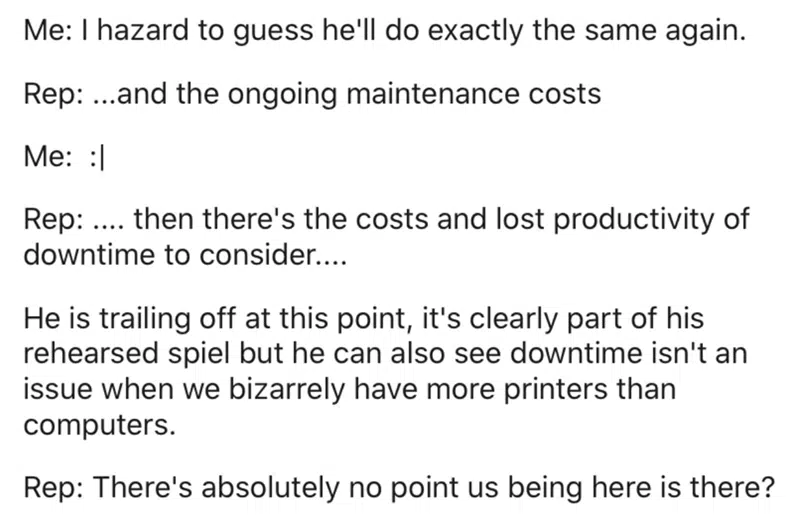 Me: I hazard to guess he'll do exactly the same again.
Rep: ...and the ongoing maintenance costs
Me:  :|
Rep: .... then there's the costs and lost productivity of
downtime to consider....
He is trailing off at this point, it's clearly part of his
rehearsed spiel but he can also see downtime isn't an
issue when we bizarrely have more printers than
computers.
Rep: There's absolutely no point us being here is there?